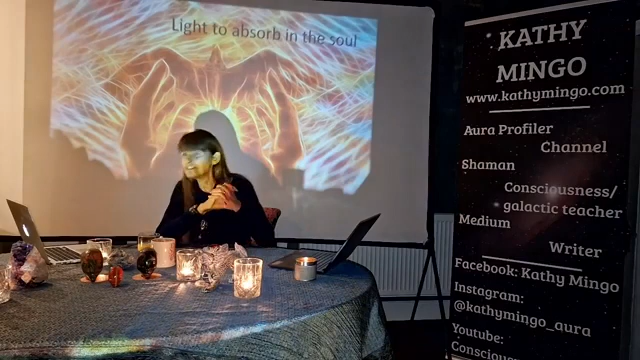 Light to absorb in the soul
KATHY
MINGO
www.kathymingo.com
Aura Profiler
Channel
Shaman
Consciousness/
galactic teacher
Medium
Writer
Facebook: Kathy Mingo
Instagram:
@kathymingo_aura
Youtube: